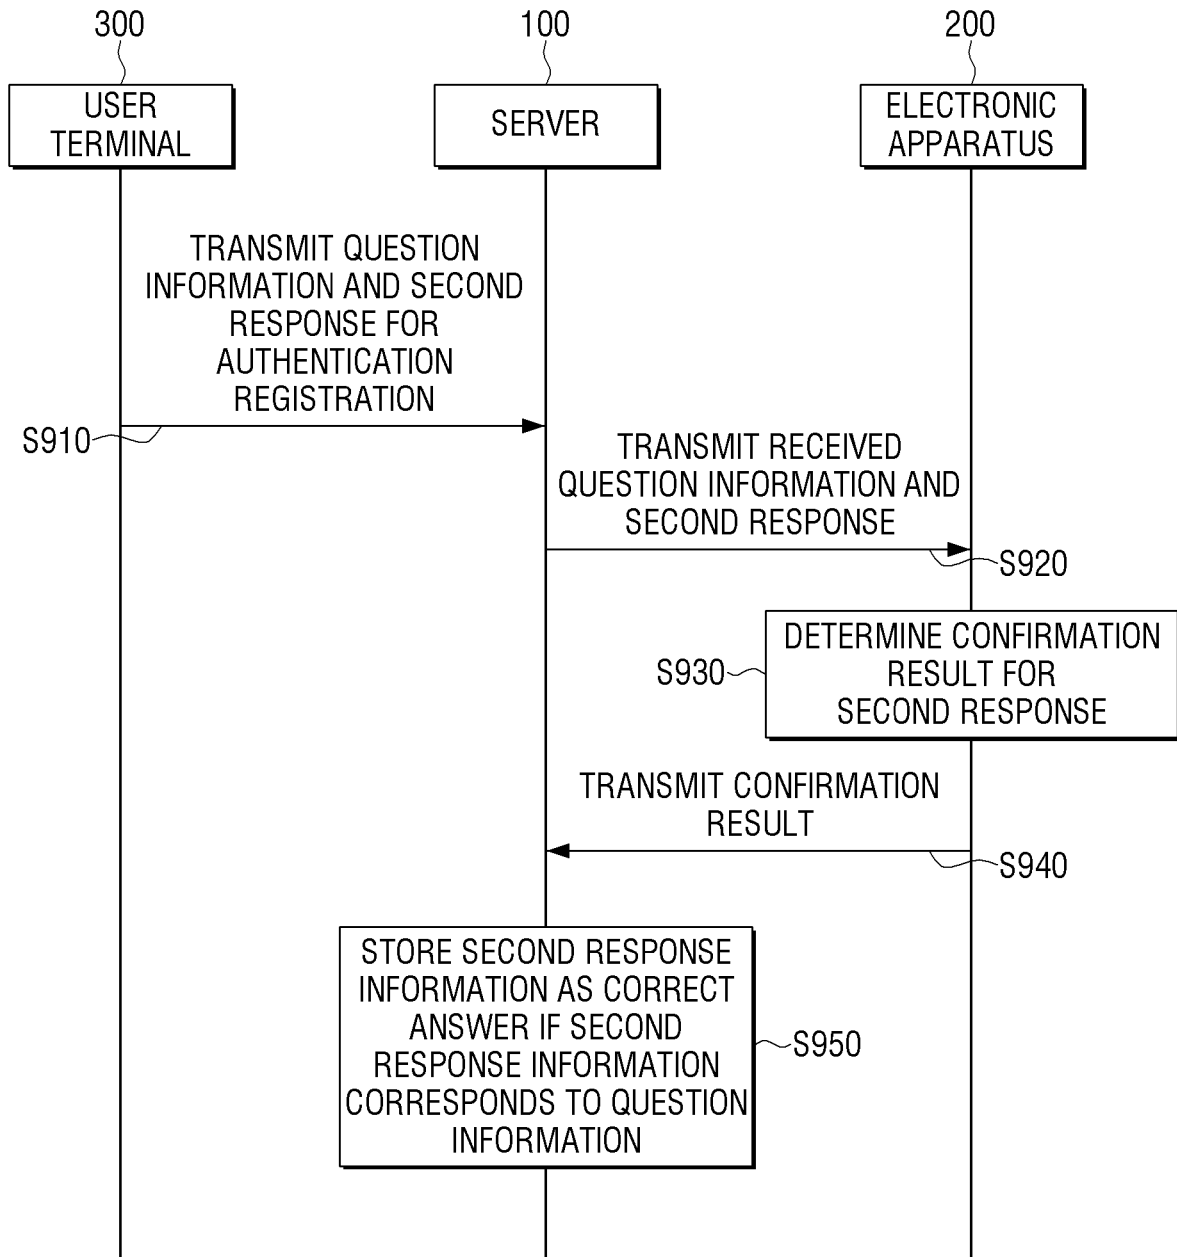 300
100
200
USER
TERMINAL
SERVER
ELECTRONIC
APPARATUS
TRANSMIT QUESTION
INFORMATION AND SECOND
RESPONSE FOR
AUTHENTICATION
REGISTRATION
S910
TRANSMIT RECEIVED
QUESTION INFORMATION AND
SECOND RESPONSE
S920
DETERMINE CONFIRMATION
RESULT FOR
SECOND RESPONSE
S930
TRANSMIT CONFIRMATION
RESULT
S940
STORE SECOND RESPONSE
INFORMATION AS CORRECT
ANSWER IF SECOND
RESPONSE INFORMATION
CORRESPONDS TO QUESTION
INFORMATION
S950